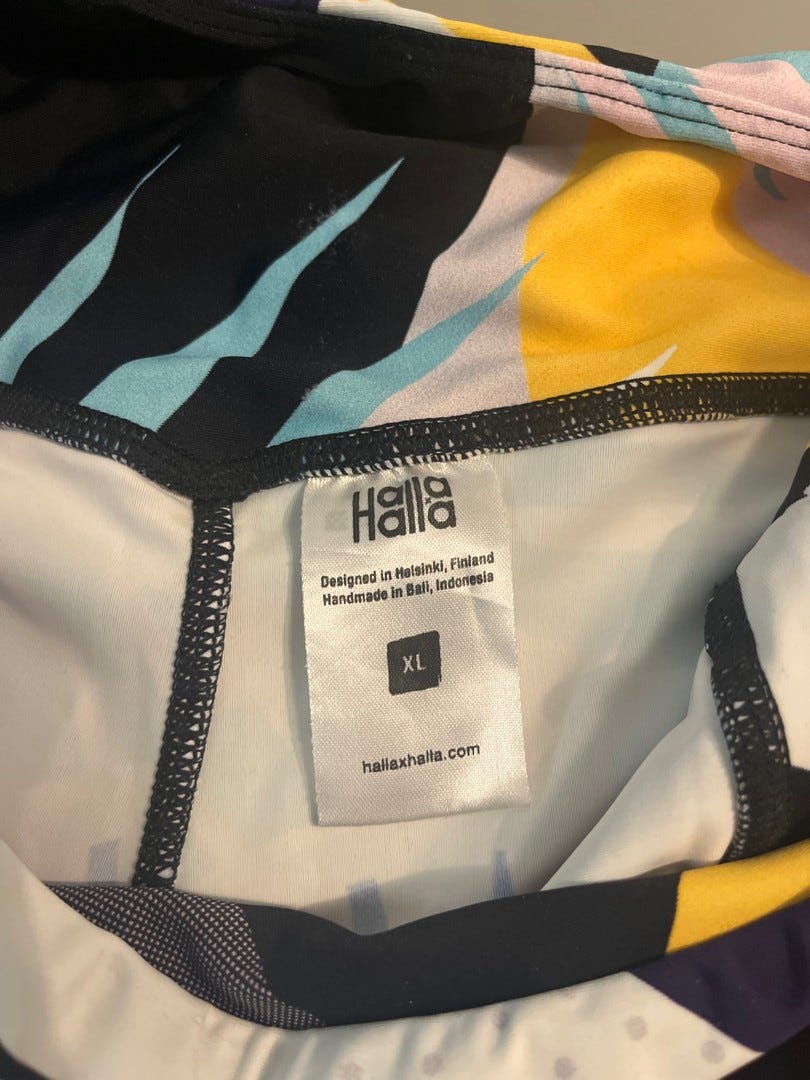 Halla
x
Halla
Designed in Helsinki, Finland
Handmade in Bali, Indonesia
XL
hallaxhalla.com